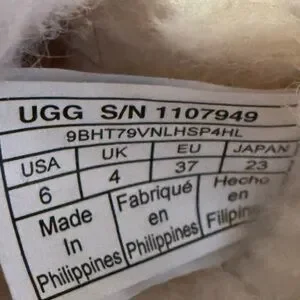 UGG S/N 1107949
9BHT79VNLHSP4HL
USA UK EU JAPAN
6 4 37 23
Made Fabriqué Hecho
In en en
Philippines Philippines Filipin